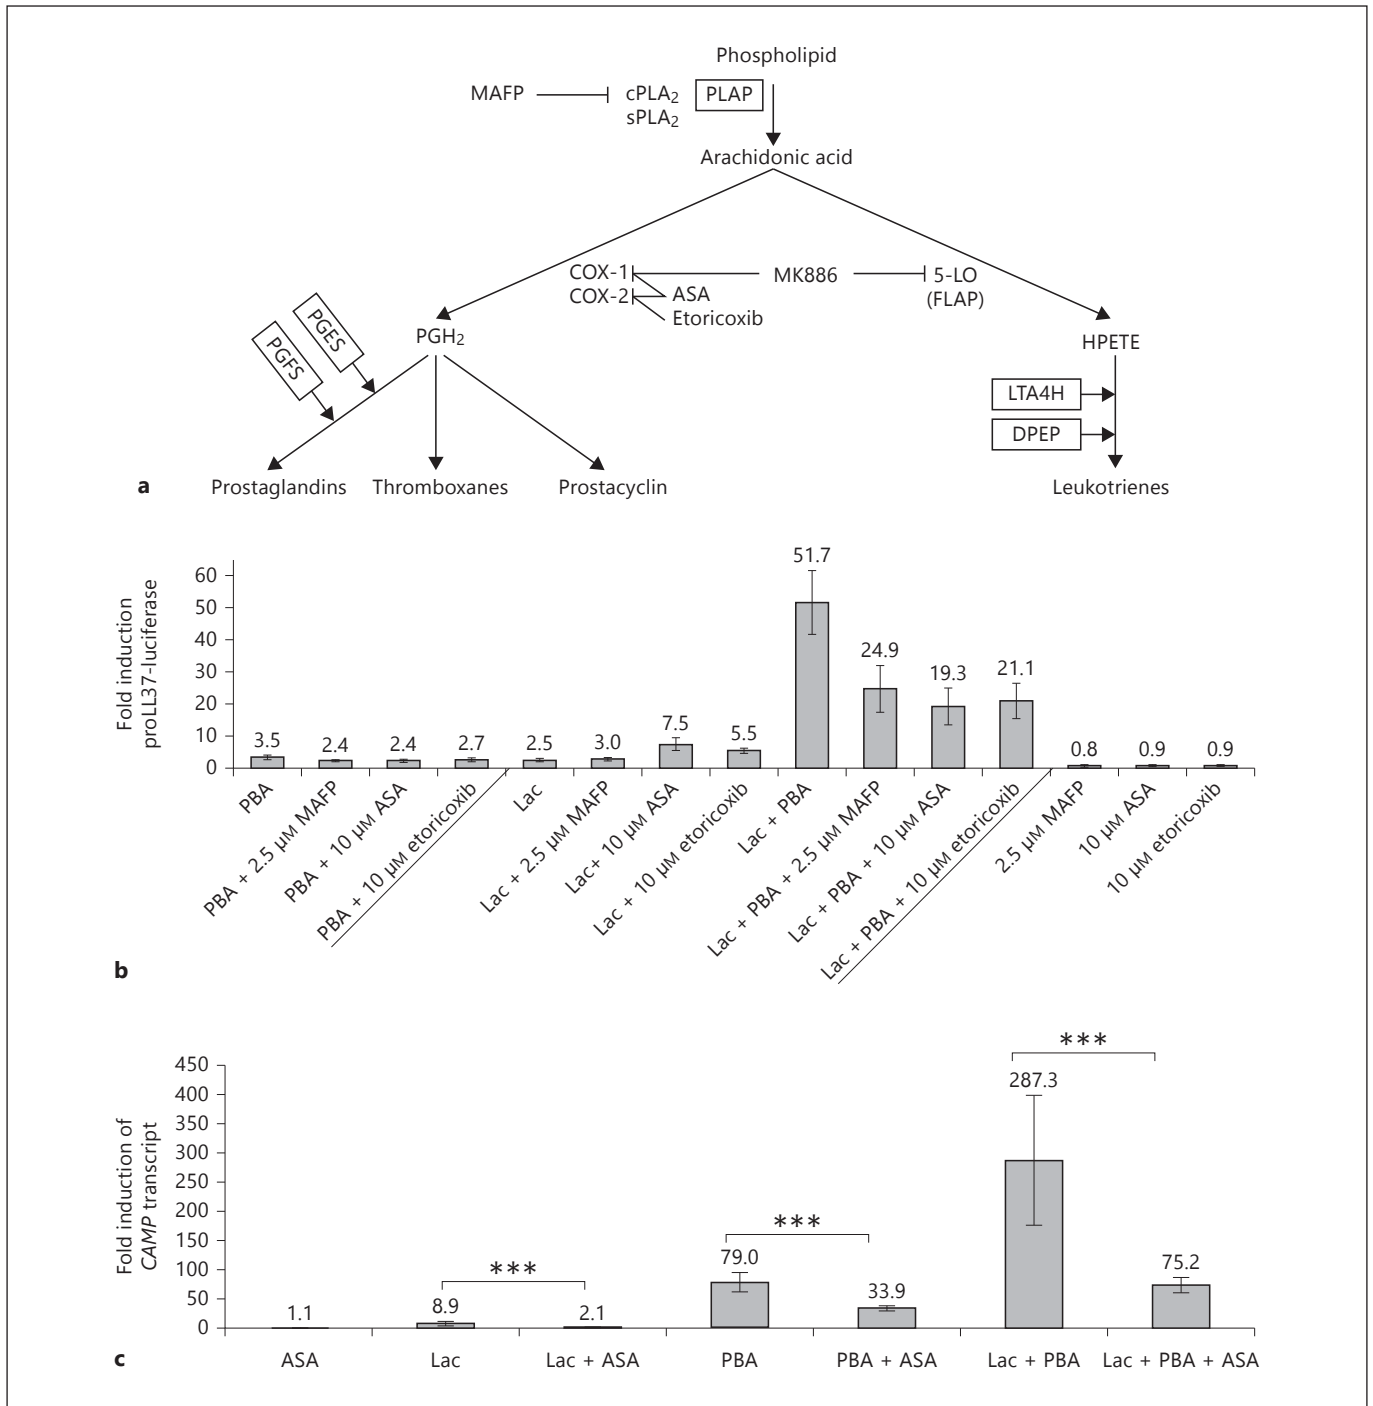 Phospholipid
MAFP
cPLA2
PLAP
sPLA2
Arachidonic acid
COX-1
MK886
5-LO
COX-2
ASA
(FLAP)
Etoricoxib
PGES
PGFS
PGH2
HPETE
LTA4H
DPEP
a
Prostaglandins
Thromboxanes
Prostacyclin
Leukotrienes
Fold induction
proLL37-luciferase
60
50
40
30
20
10
0
3.5
2.4
2.4
2.7
2.5
3.0
7.5
5.5
51.7
24.9
19.3
21.1
0.8
0.9
0.9
PBA
PBA + 2.5 µM MAFP
PBA + 10 µM ASA
PBA + 10 µM etoricoxib
Lac
Lac + 2.5 µM MAFP
Lac+ 10 µM ASA
Lac + 10 µM etoricoxib
Lac + PBA
Lac + PBA + 2.5 µM MAFP
Lac + PBA + 10 µM ASA
Lac + PBA + 10 µM etoricoxib
2.5 µM MAFP
10 µM ASA
10 µM etoricoxib
b
Fold induction of
CAMP transcript
450
400
350
300
250
200
150
100
50
0
1.1
8.9
***
2.1
79.0
***
33.9
287.3
***
75.2
c
ASA
Lac
Lac + ASA
PBA
PBA + ASA
Lac + PBA
Lac + PBA + ASA